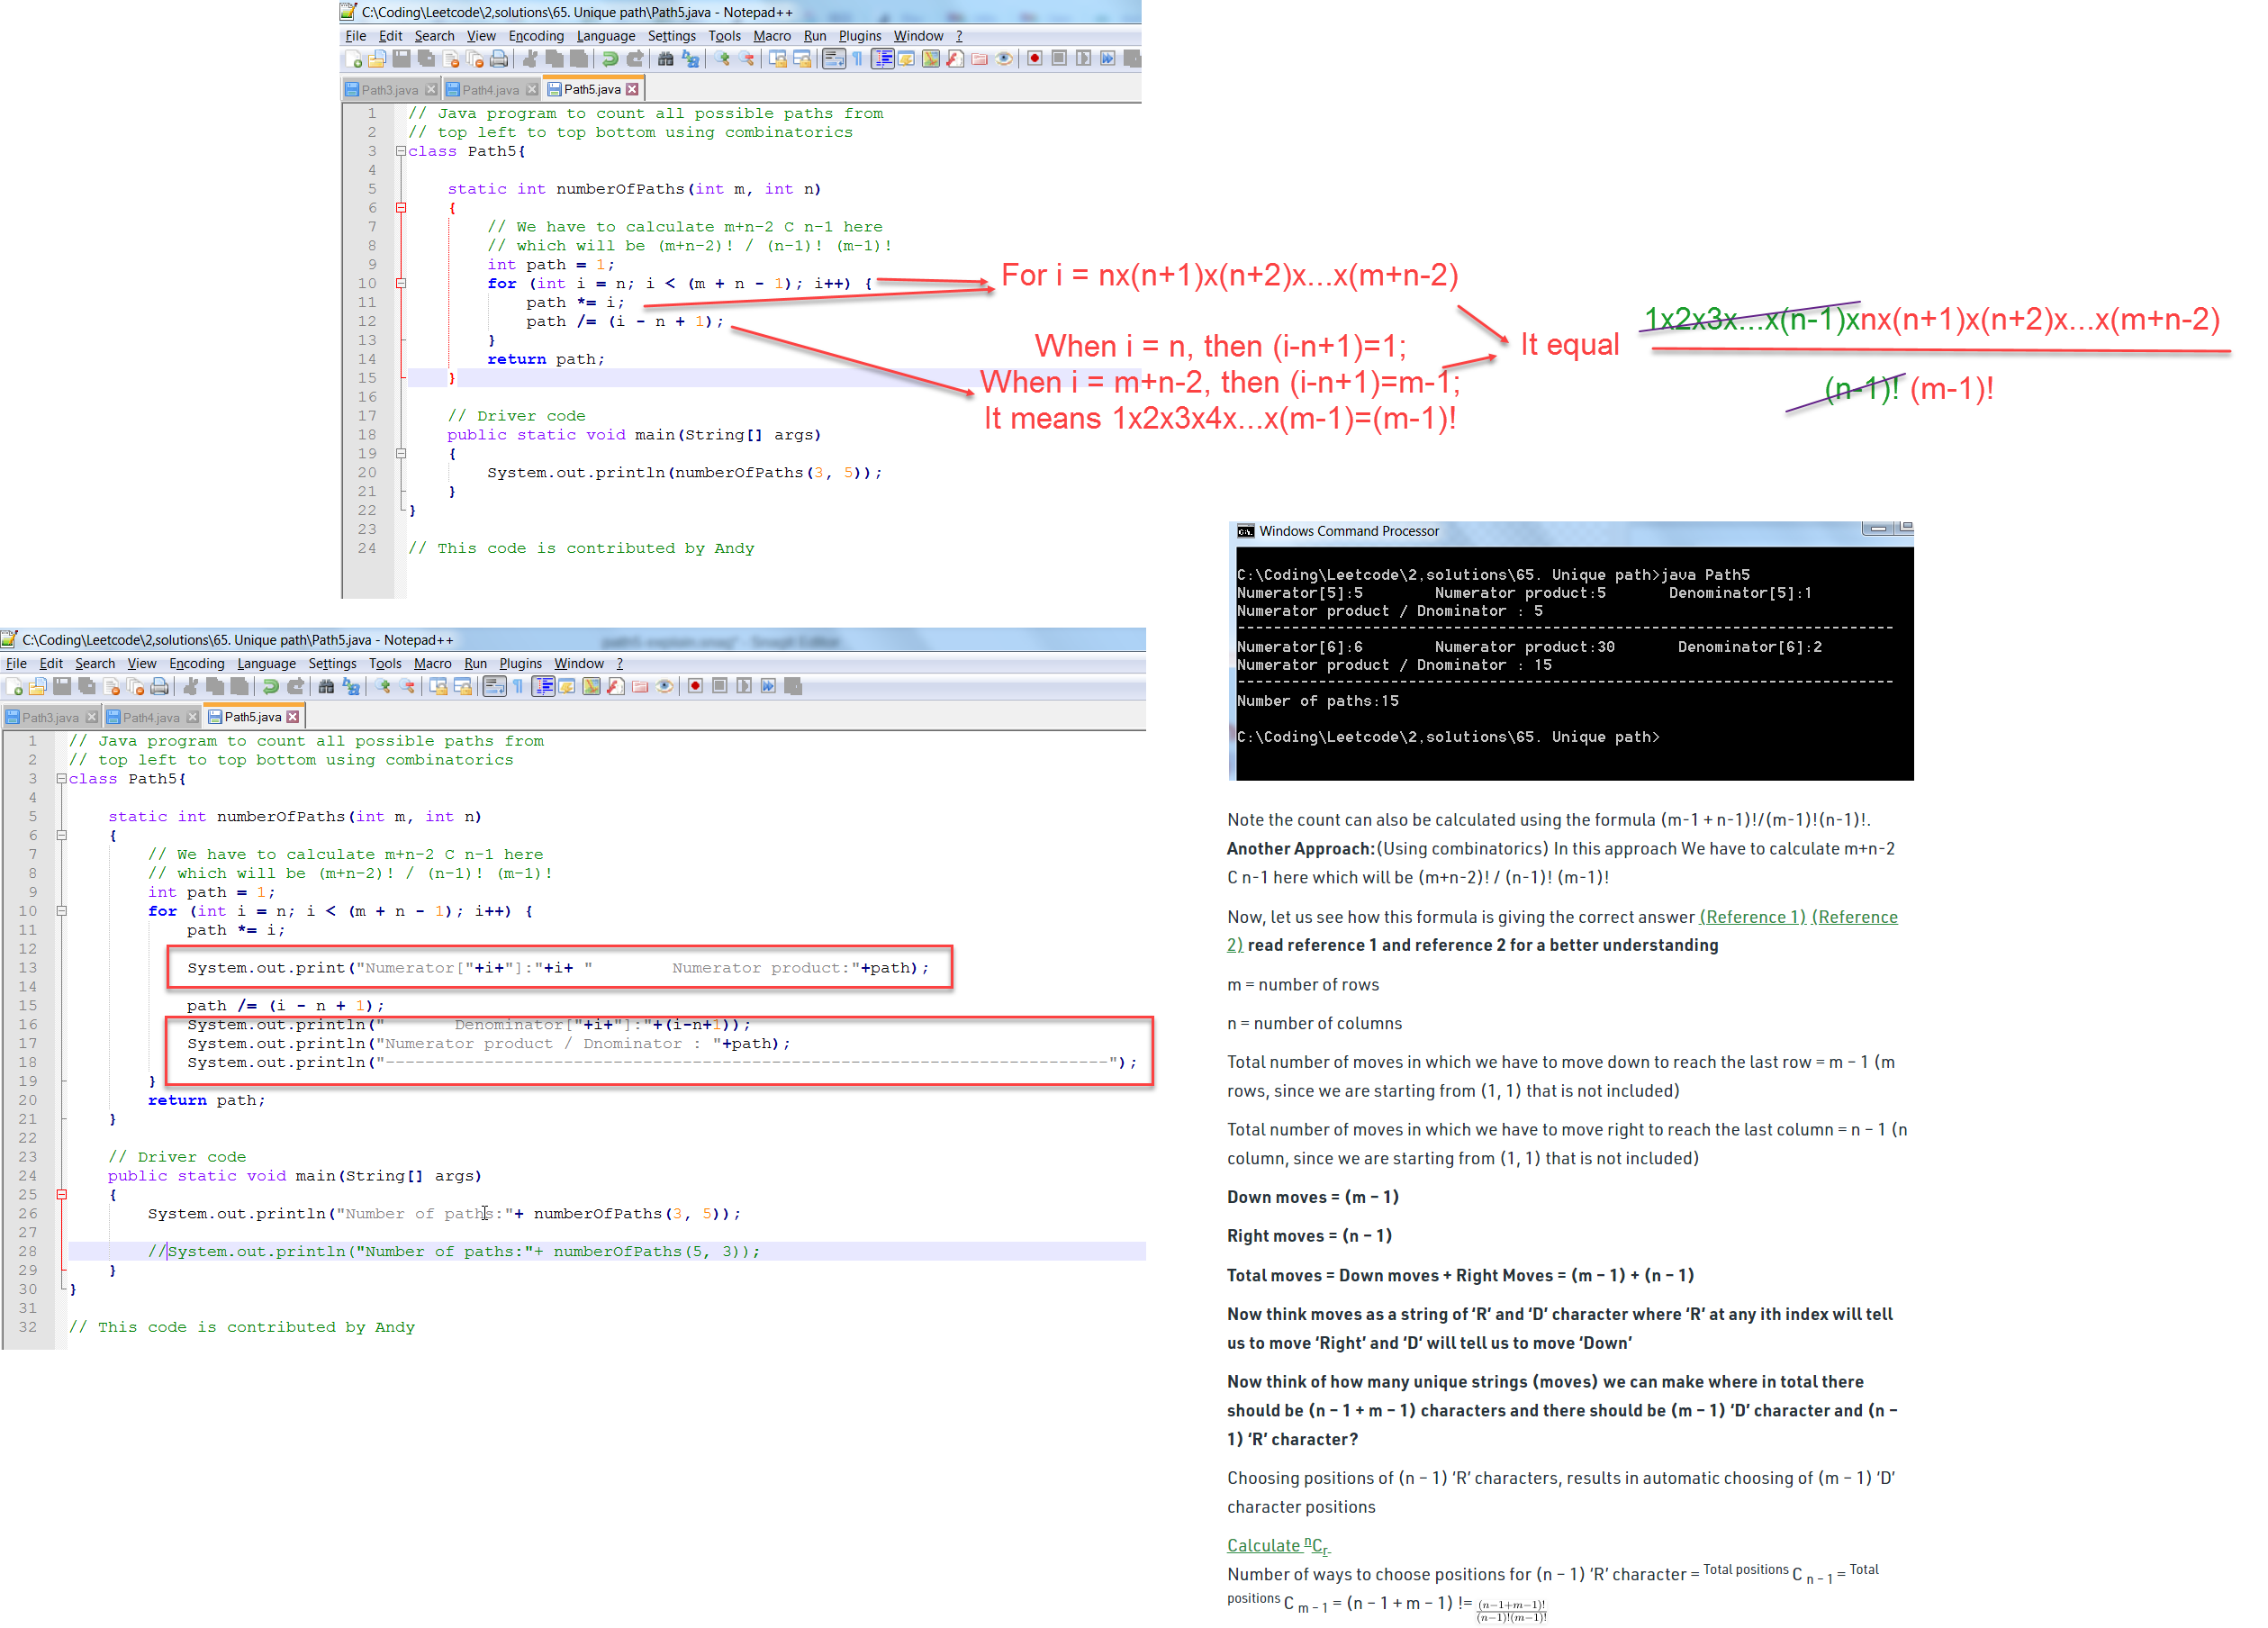 C:\Coding\Leetcode\2,solutions\65. Unique path\Path5.java - Notepad++
File Edit Search View Encoding Language Settings Tools Macro Run Plugins Window ?
Path3.java Path4.java Path5.java
1 // Java program to count all possible paths from
2 // top left to top bottom using combinatorics
3 class Path5{
4
5 static int numberOfPaths(int m, int n)
6 {
7 // We have to calculate m+n-2 C n-1 here
8 // which will be (m+n-2)! / (n-1)! (m-1)!
9 int path = 1;
10 for (int i = n; i < (m + n - 1); i++) {
11 path *= i;
12 path /= (i - n + 1);
13 }
14 return path;
15 }
16
17 // Driver code
18 public static void main(String[] args)
19 {
20 System.out.println(numberOfPaths(3, 5));
21 }
22 }
23
24 // This code is contributed by Andy
For i = nx(n+1)x(n+2)x...x(m+n-2)
When i = n, then (i-n+1)=1;
When i = m+n-2, then (i-n+1)=m-1;
It means 1x2x3x4x...x(m-1)=(m-1)!
It equal
1x2x3x...x(n-1)xnx(n+1)x(n+2)x...x(m+n-2)
(n-1)! (m-1)!
C:\Coding\Leetcode\2,solutions\65. Unique path\Path5.java - Notepad++
File Edit Search View Encoding Language Settings Tools Macro Run Plugins Window ?
Path3.java Path4.java Path5.java
1 // Java program to count all possible paths from
2 // top left to top bottom using combinatorics
3 class Path5{
4
5 static int numberOfPaths(int m, int n)
6 {
7 // We have to calculate m+n-2 C n-1 here
8 // which will be (m+n-2)! / (n-1)! (m-1)!
9 int path = 1;
10 for (int i = n; i < (m + n - 1); i++) {
11 path *= i;
12
13 System.out.print("Numerator["+i+"]:"+i+ " Numerator product:"+path);
14
15 path /= (i - n + 1);
16 System.out.println(" Denominator["+i+"]:"+(i-n+1));
17 System.out.println("Numerator product / Dnominator : "+path);
18 System.out.println("-------------------------------------------------------------------------");
19 }
20 return path;
21 }
22
23 // Driver code
24 public static void main(String[] args)
25 {
26 System.out.println("Number of paths:"+ numberOfPaths(3, 5));
27
28 //System.out.println("Number of paths:"+ numberOfPaths(5, 3));
29 }
30 }
31
32 // This code is contributed by Andy
Windows Command Processor
C:\Coding\Leetcode\2,solutions\65. Unique path>java Path5
Numerator[5]:5 Numerator product:5 Denominator[5]:1
Numerator product / Dnominator : 5
-------------------------------------------------------------------------
Numerator[6]:6 Numerator product:30 Denominator[6]:2
Numerator product / Dnominator : 15
-------------------------------------------------------------------------
Number of paths:15
C:\Coding\Leetcode\2,solutions\65. Unique path>
Note the count can also be calculated using the formula (m-1 + n-1)!/(m-1)!(n-1)!.
Another Approach:(Using combinatorics) In this approach We have to calculate m+n-2
C n-1 here which will be (m+n-2)! / (n-1)! (m-1)!
Now, let us see how this formula is giving the correct answer (Reference 1) (Reference
2) read reference 1 and reference 2 for a better understanding
m = number of rows
n = number of columns
Total number of moves in which we have to move down to reach the last row = m – 1 (m
rows, since we are starting from (1, 1) that is not included)
Total number of moves in which we have to move right to reach the last column = n – 1 (n
column, since we are starting from (1, 1) that is not included)
Down moves = (m – 1)
Right moves = (n – 1)
Total moves = Down moves + Right Moves = (m – 1) + (n – 1)
Now think moves as a string of ‘R’ and ‘D’ character where ‘R’ at any ith index will tell
us to move ‘Right’ and ‘D’ will tell us to move ‘Down’
Now think of how many unique strings (moves) we can make where in total there
should be (n – 1 + m – 1) characters and there should be (m – 1) ‘D’ character and (n –
1) ‘R’ character?
Choosing positions of (n – 1) ‘R’ characters, results in automatic choosing of (m – 1) ‘D’
character positions
Calculate nCr
Number of ways to choose positions for (n – 1) ‘R’ character = Total positions C n – 1 = Total
positions C m – 1 = (n – 1 + m – 1) != (n−1+m−1)! / (n−1)!(m−1)!